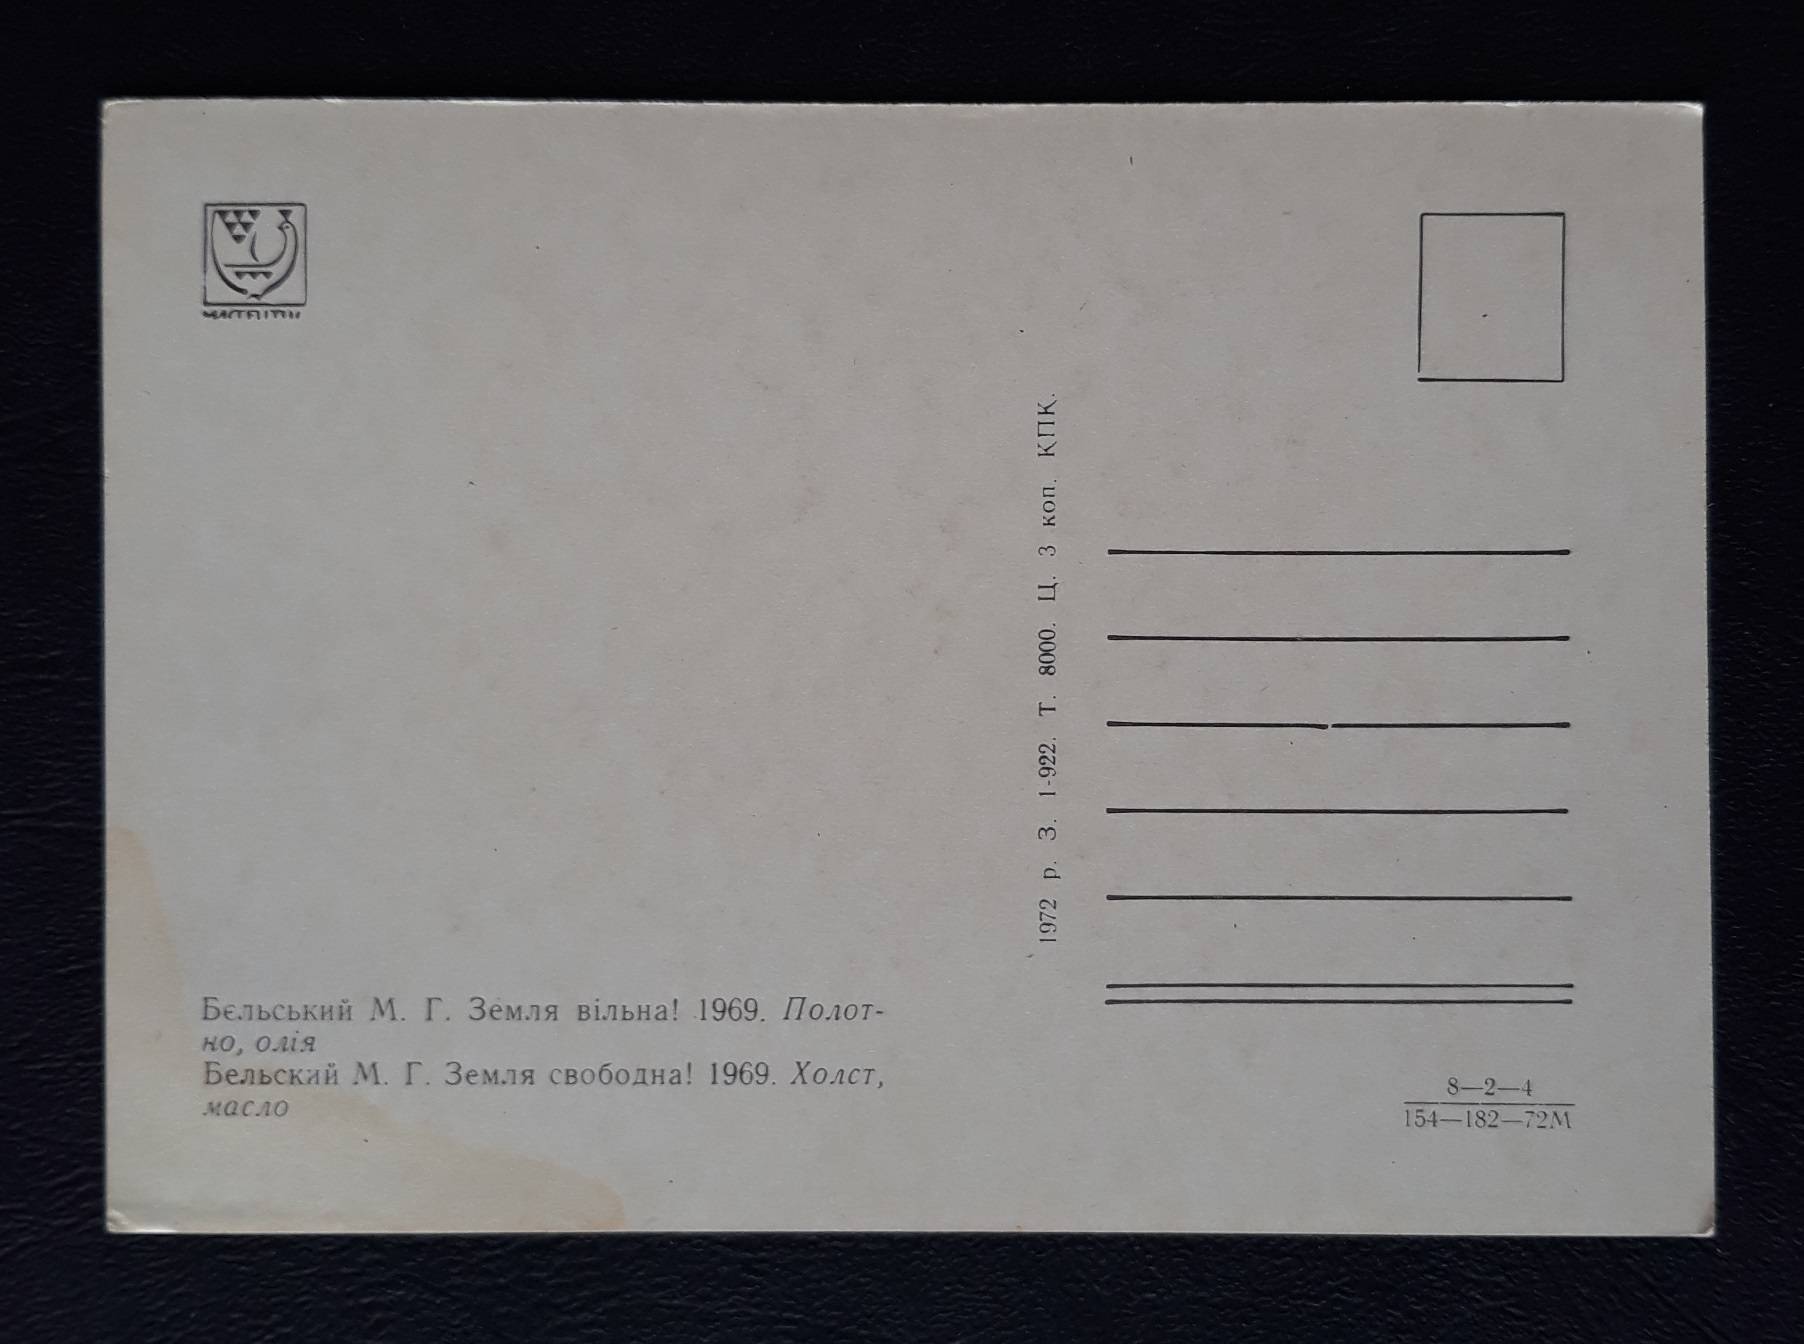 Бєльський М. Г. Земля вільна! 1969. Полот-
но, олія
Бельский М. Г. Земля свободна! 1969. Холст,
масло
1972 р. З. 1-922. Т. 8000. Ц. 3 коп. КПК.
8—2—4
154—182—72М